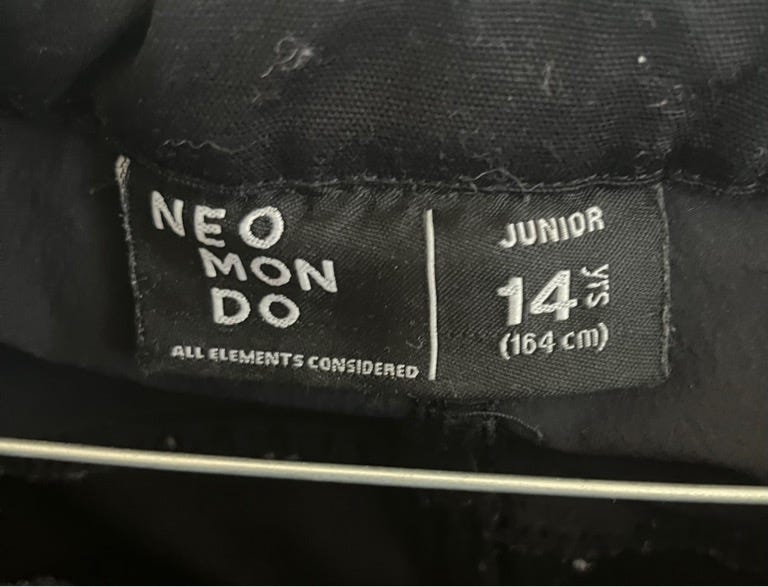 NEO
MON
DO
ALL ELEMENTS CONSIDERED
JUNIOR
14 YRS
(164 cm)